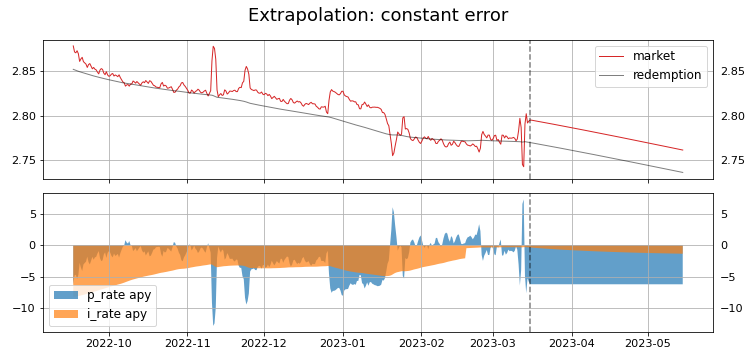 Extrapolation: constant error
2.85
2.80
2.75
2.85
2.80
2.75
market
redemption
5
0
−5
−10
5
0
−5
−10
p_rate apy
i_rate apy
2022-10 2022-11 2022-12 2023-01 2023-02 2023-03 2023-04 2023-05